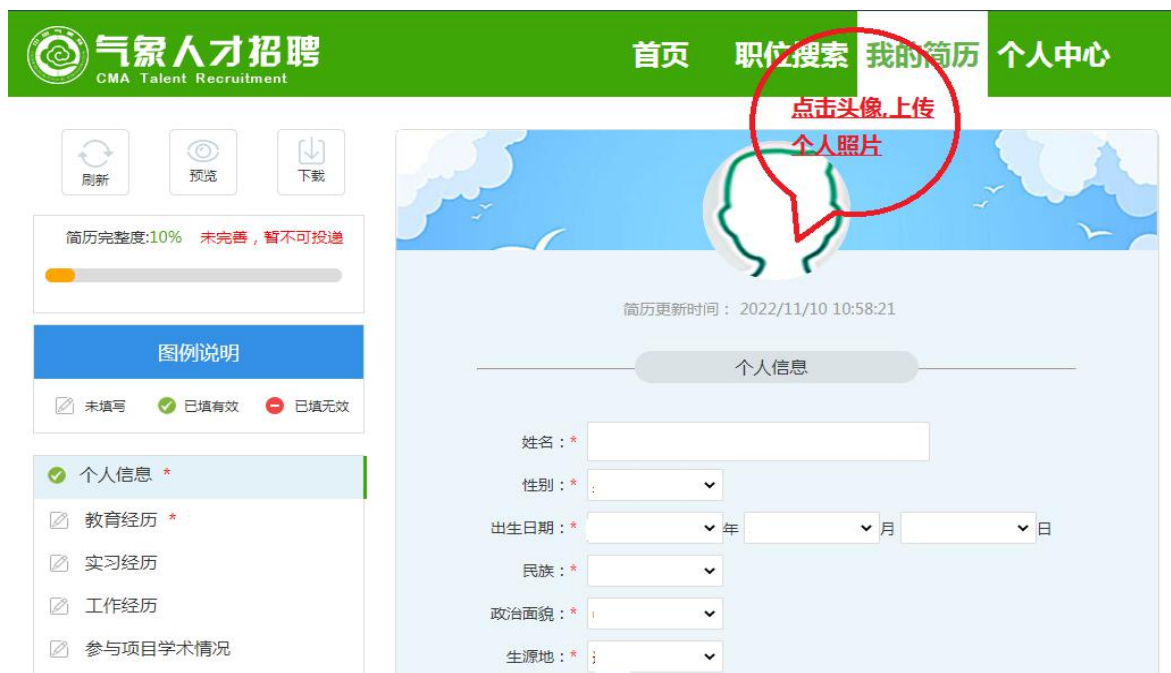 气象人才招聘
CMA Talent Recruitment
首页 职位搜索 我的简历 个人中心
点击头像,上传
个人照片
刷新 预览 下载
简历完整度:10% 未完善，暂不可投递
简历更新时间： 2022/11/10 10:58:21
图例说明
未填写 已填有效 已填无效
个人信息 *
教育经历 *
实习经历
工作经历
参与项目学术情况
个人信息
姓名：*
性别：*
出生日期：* 年 月 日
民族：*
政治面貌：*
生源地：*